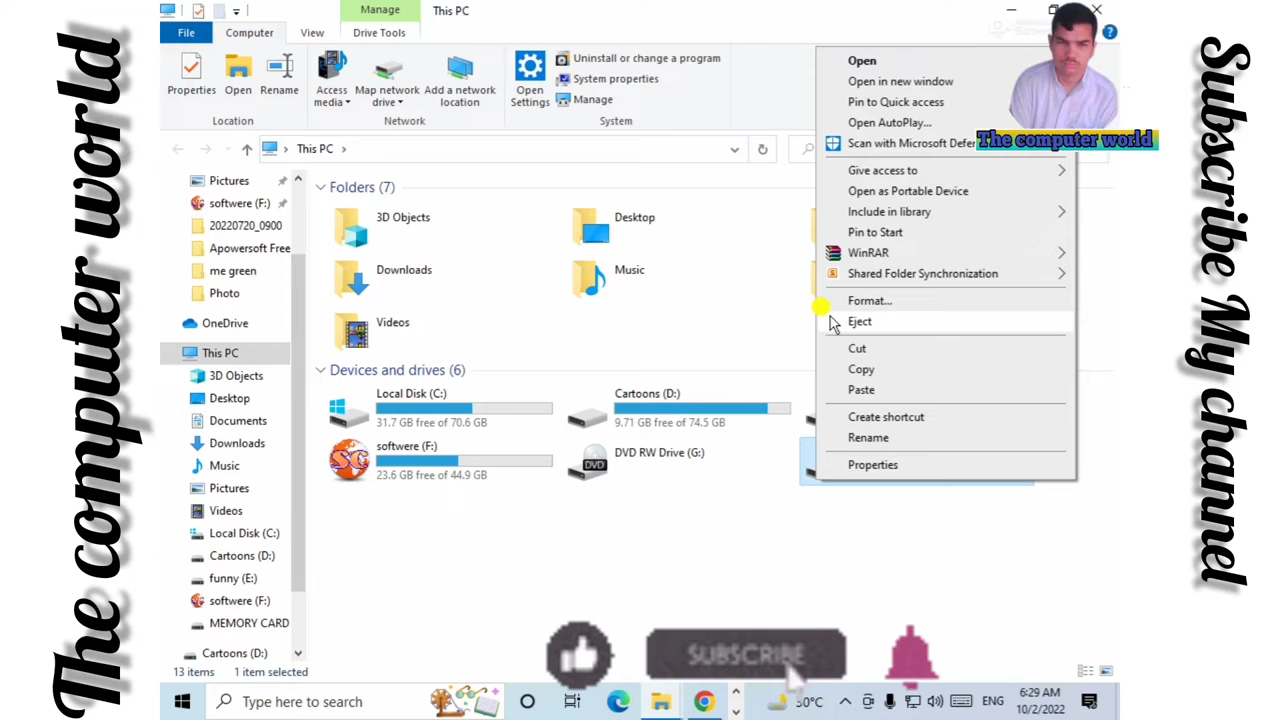 The computer world
Manage
This PC
File
Computer
View
Drive Tools
Properties
Open
Rename
Access media
Map network drive
Add a network location
Open Settings
Uninstall or change a program
System properties
Manage
Location
Network
System
This PC
Pictures
softwere (F:)
20220720_0900
Apowersoft Free
me green
Photo
OneDrive
This PC
3D Objects
Desktop
Documents
Downloads
Music
Pictures
Videos
Local Disk (C:)
Cartoons (D:)
funny (E:)
softwere (F:)
MEMORY CARD
Cartoons (D:)
Folders (7)
3D Objects
Desktop
Downloads
Music
Videos
Devices and drives (6)
Local Disk (C:)
31.7 GB free of 70.6 GB
Cartoons (D:)
9.71 GB free of 74.5 GB
softwere (F:)
23.6 GB free of 44.9 GB
DVD RW Drive (G:)
DVD
Open
Open in new window
Pin to Quick access
Open AutoPlay...
Scan with Microsoft Defen
The computer world
Give access to
Open as Portable Device
Include in library
Pin to Start
WinRAR
Shared Folder Synchronization
Format...
Eject
Cut
Copy
Paste
Create shortcut
Rename
Properties
13 items
1 item selected
SUBSCRIBE
Type here to search
30°C
ENG
6:29 AM
10/2/2022
Subscribe My channel